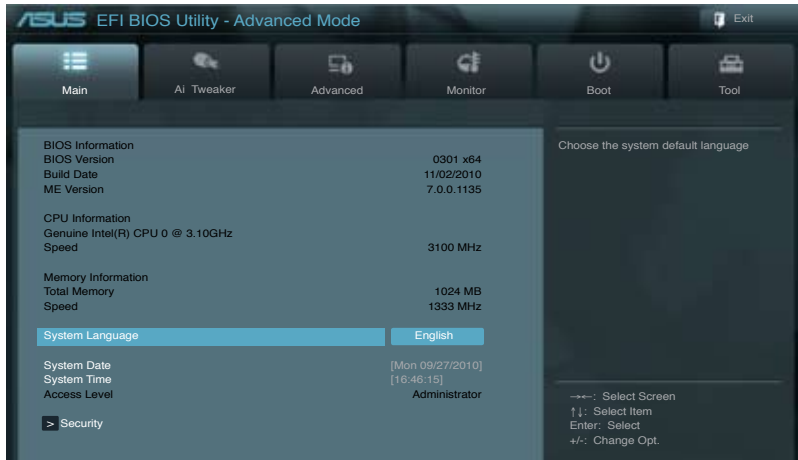 ASUS EFI BIOS Utility - Advanced Mode
Exit
Main
Ai Tweaker
Advanced
Monitor
Boot
Tool
BIOS Information
BIOS Version 0301 x64
Build Date 11/02/2010
ME Version 7.0.0.1135
CPU Information
Genuine Intel(R) CPU 0 @ 3.10GHz
Speed 3100 MHz
Memory Information
Total Memory 1024 MB
Speed 1333 MHz
System Language English
System Date [Mon 09/27/2010]
System Time [16:46:15]
Access Level Administrator
> Security
Choose the system default language
→←: Select Screen
↑↓: Select Item
Enter: Select
+/-: Change Opt.